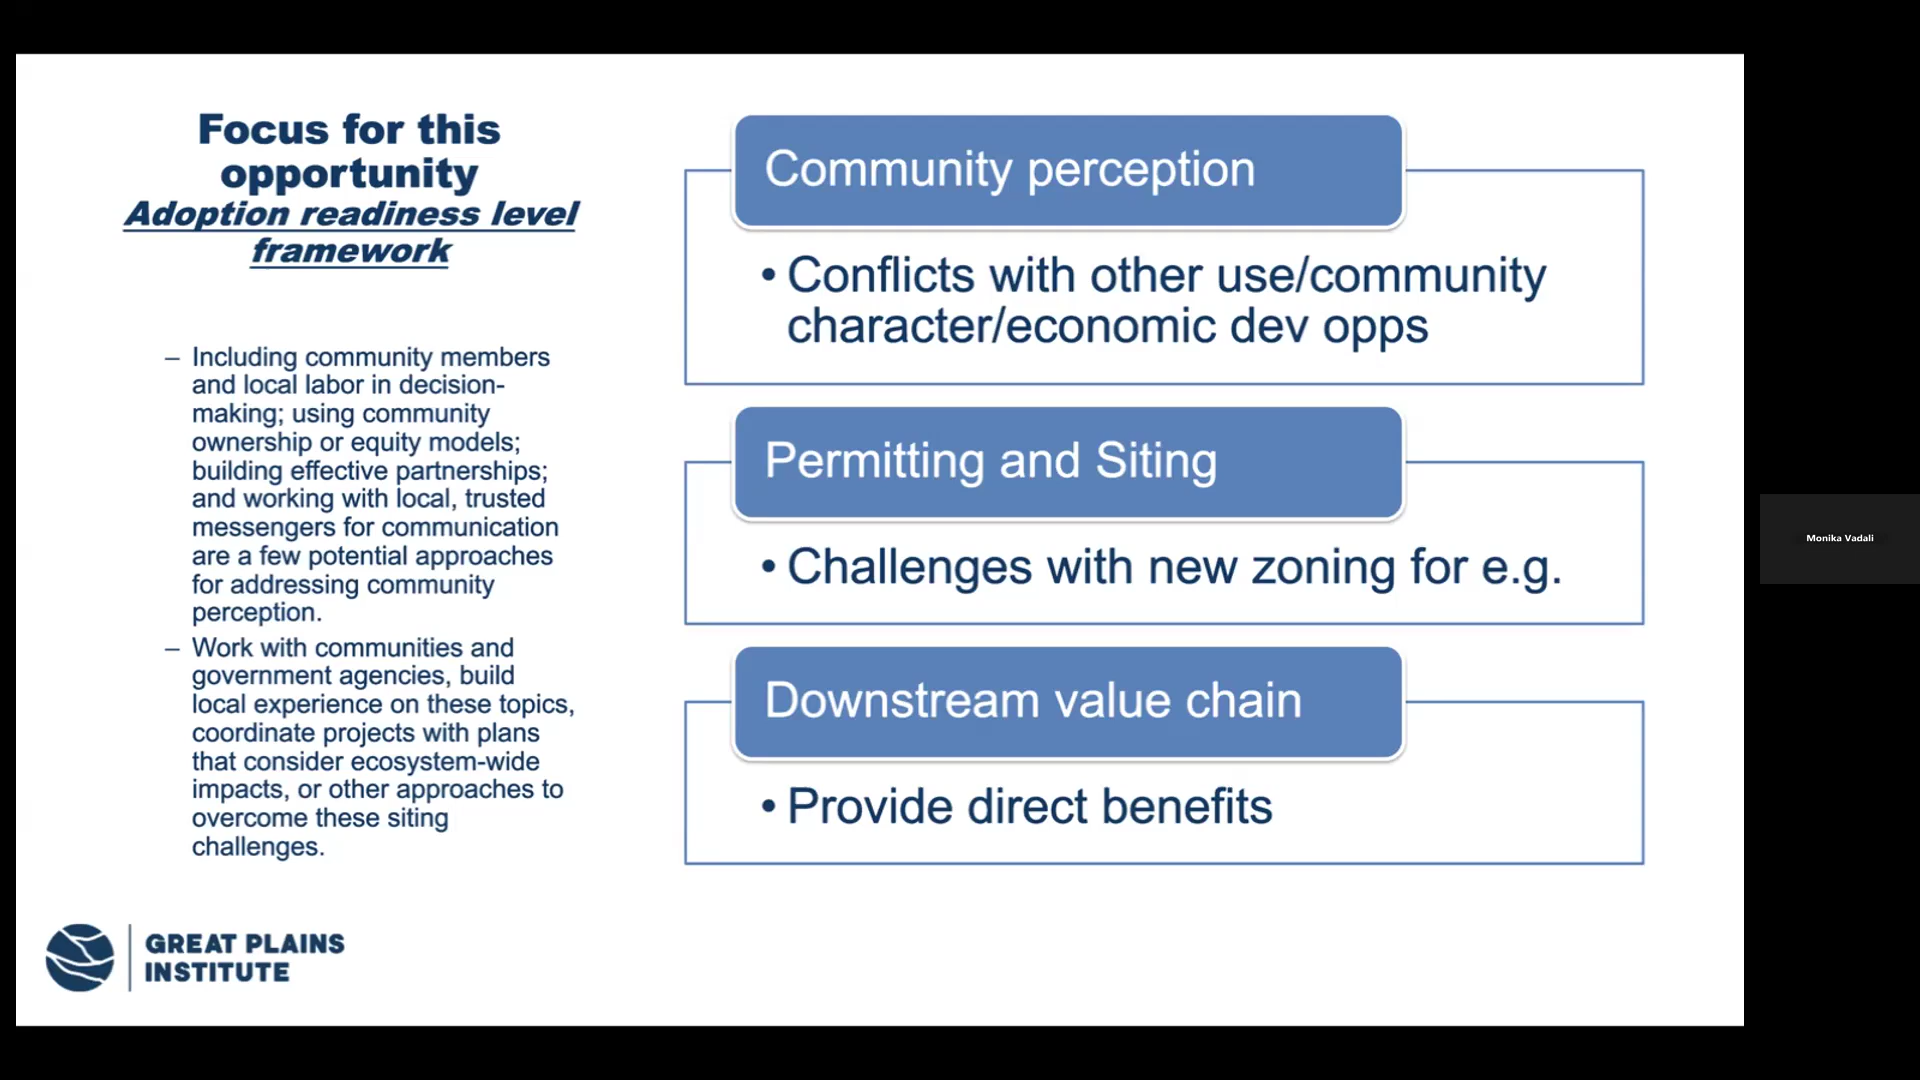 Focus for this
opportunity
Adoption readiness level
framework
– Including community members
and local labor in decision-
making; using community
ownership or equity models;
building effective partnerships;
and working with local, trusted
messengers for communication
are a few potential approaches
for addressing community
perception.
– Work with communities and
government agencies, build
local experience on these topics,
coordinate projects with plans
that consider ecosystem-wide
impacts, or other approaches to
overcome these siting
challenges.
GREAT PLAINS
INSTITUTE
Community perception
• Conflicts with other use/community
character/economic dev opps
Permitting and Siting
• Challenges with new zoning for e.g.
Downstream value chain
• Provide direct benefits
Monika Vadali